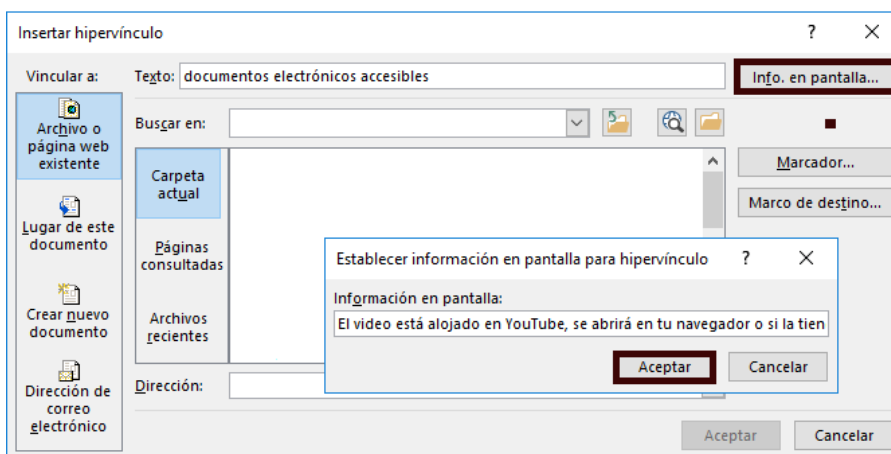 Insertar hipervínculo
?
Vincular a:
Texto: documentos electrónicos accesibles
Info. en pantalla...
Archivo o
página web
existente
Buscar en:
Marcador...
Carpeta
actual
Marco de destino...
Lugar de este
documento
Páginas
consultadas
Establecer información en pantalla para hipervínculo ?
Información en pantalla:
El video está alojado en YouTube, se abrirá en tu navegador o si la tien
Crear nuevo
documento
Archivos
recientes
Aceptar
Cancelar
Dirección de
correo
electrónico
Dirección:
Aceptar
Cancelar